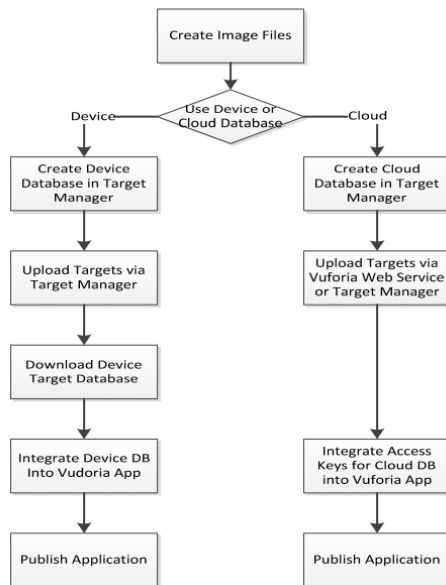 Create Image Files
Use Device or
Cloud Database
Device
Cloud
Create Device
Database in Target
Manager
Create Cloud
Database in Target
Manager
Upload Targets via
Target Manager
Upload Targets via
Vuforia Web Service
or Target Manager
Download Device
Target Database
Integrate Device DB
Into Vudoria App
Integrate Access
Keys for Cloud DB
into Vuforia App
Publish Application
Publish Application